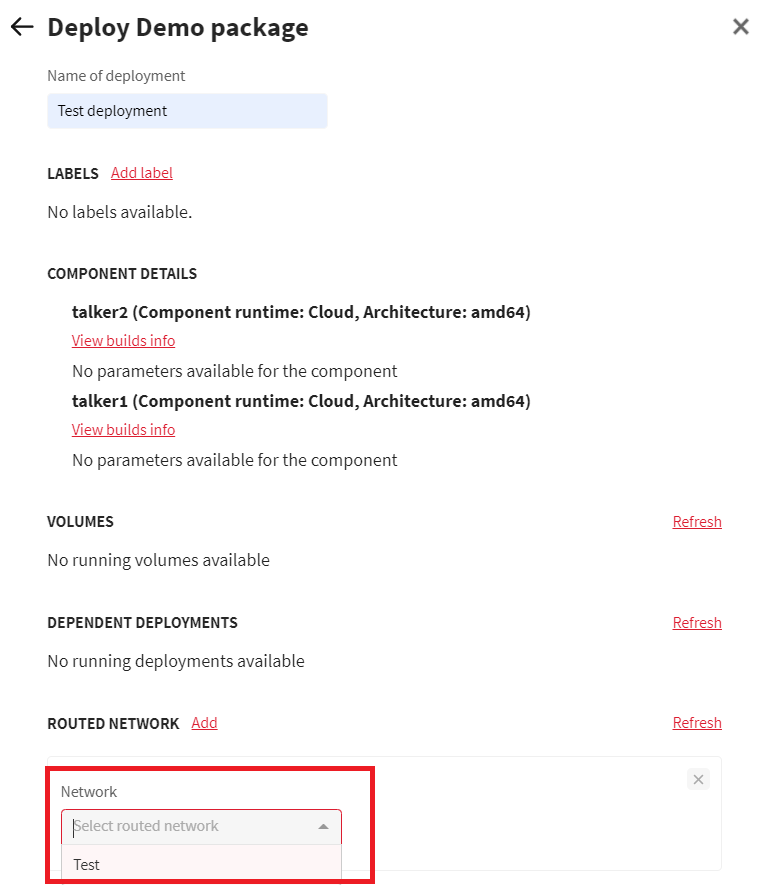 Deploy Demo package
Name of deployment
Test deployment
LABELS Add label
No labels available.
COMPONENT DETAILS
talker2 (Component runtime: Cloud, Architecture: amd64)
View builds info
No parameters available for the component
talker1 (Component runtime: Cloud, Architecture: amd64)
View builds info
No parameters available for the component
VOLUMES Refresh
No running volumes available
DEPENDENT DEPLOYMENTS Refresh
No running deployments available
ROUTED NETWORK Add Refresh
Network
Select routed network
Test